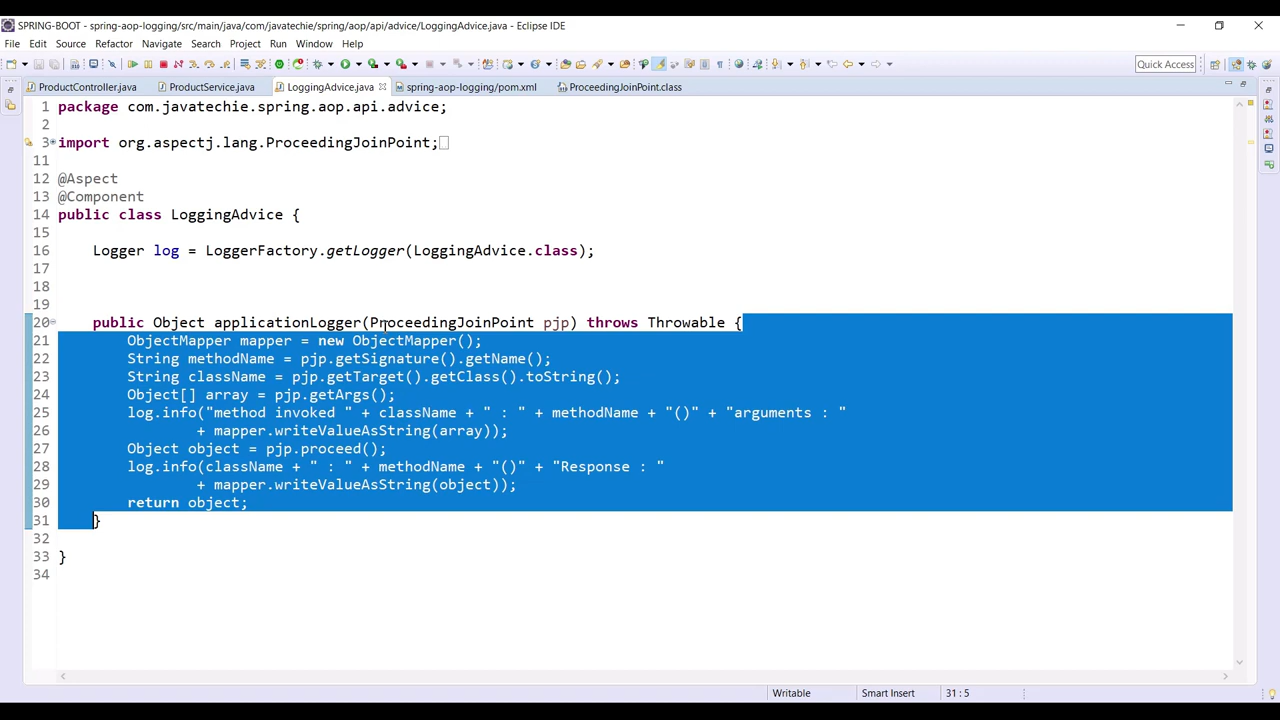 SPRING-BOOT - spring-aop-logging/src/main/java/com/javatechie/spring/aop/api/advice/LoggingAdvice.java - Eclipse IDE
File Edit Source Refactor Navigate Search Project Run Window Help
Quick Access
ProductController.java ProductService.java LoggingAdvice.java spring-aop-logging/pom.xml ProceedingJoinPoint.class
1 package com.javatechie.spring.aop.api.advice;
2
3 import org.aspectj.lang.ProceedingJoinPoint;
11
12 @Aspect
13 @Component
14 public class LoggingAdvice {
15
16 Logger log = LoggerFactory.getLogger(LoggingAdvice.class);
17
18
19
20 public Object applicationLogger(ProceedingJoinPoint pjp) throws Throwable {
21 ObjectMapper mapper = new ObjectMapper();
22 String methodName = pjp.getSignature().getName();
23 String className = pjp.getTarget().getClass().toString();
24 Object[] array = pjp.getArgs();
25 log.info("method invoked " + className + " : " + methodName + "()" + "arguments : "
26 + mapper.writeValueAsString(array));
27 Object object = pjp.proceed();
28 log.info(className + " : " + methodName + "()" + "Response : "
29 + mapper.writeValueAsString(object));
30 return object;
31 }
32
33 }
34
Writable Smart Insert 31 : 5